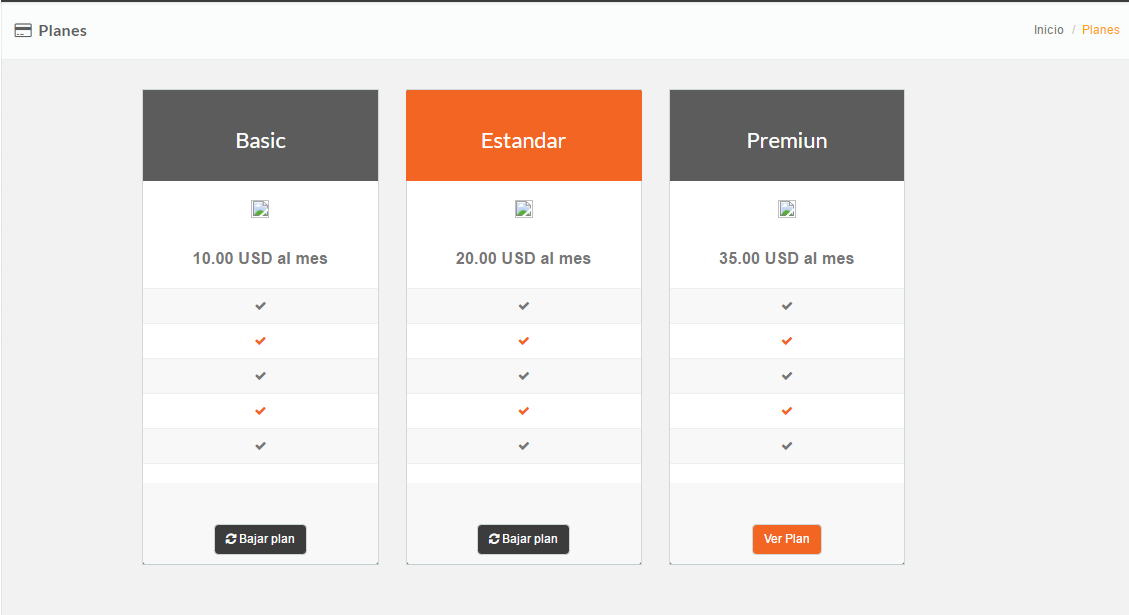 Planes
Inicio / Planes
Basic
Estandar
Premiun
10.00 USD al mes
20.00 USD al mes
35.00 USD al mes
Bajar plan
Bajar plan
Ver Plan